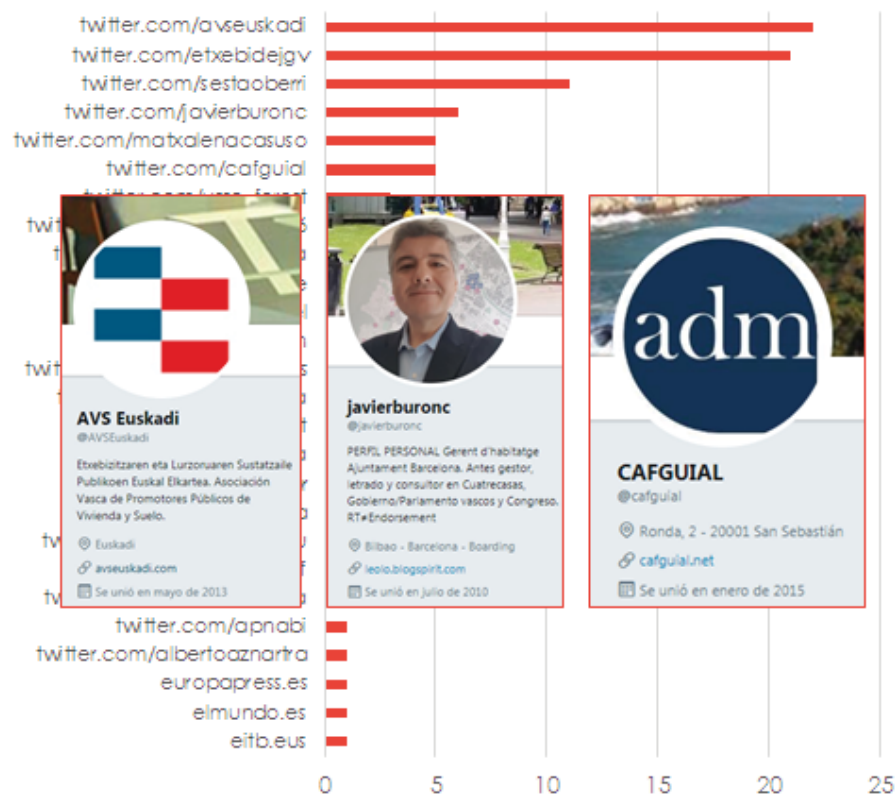 twitter.com/avseuskadi
twitter.com/etxebidejgv
twitter.com/sestaoberri
twitter.com/javierburonc
twitter.com/matxalenacasuso
twitter.com/cafguial
AVS Euskadi
@AVSEuskadi
Etxebizitzaren eta Lurzoruaren Sustatzaile
Publikoen Euskal Elkartea. Asociación
Vasca de Promotores Públicos de
Vivienda y Suelo.
Euskadi
avseuskadi.com
Se unió en mayo de 2013
javierburonc
@javierburonc
PERFIL PERSONAL Gerent d'habitatge
Ajuntament Barcelona. Antes gestor,
letrado y consultor en Cuatrecasas,
Gobierno/Parlamento vascos y Congreso.
RT≠Endorsement
Bilbao - Barcelona - Boarding
leolo.blogspirit.com
Se unió en julio de 2010
adm
CAFGUIAL
@cafguial
Ronda, 2 - 20001 San Sebastián
cafguial.net
Se unió en enero de 2015
twitter.com/apnabi
twitter.com/albertoaznartra
europapress.es
elmundo.es
eitb.eus
0 5 10 15 20 25